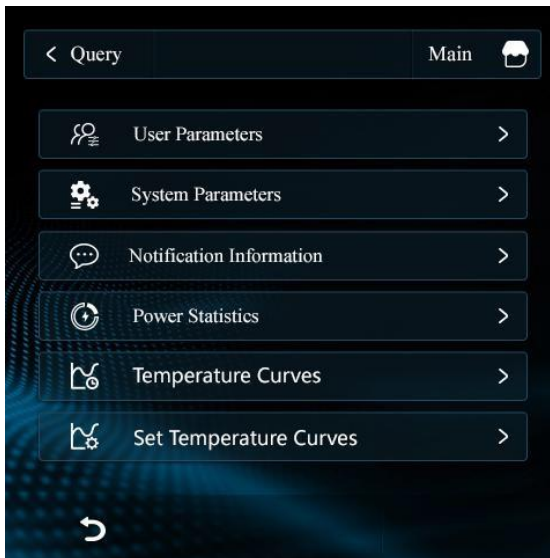 Query
Main
User Parameters
System Parameters
Notification Information
Power Statistics
Temperature Curves
Set Temperature Curves